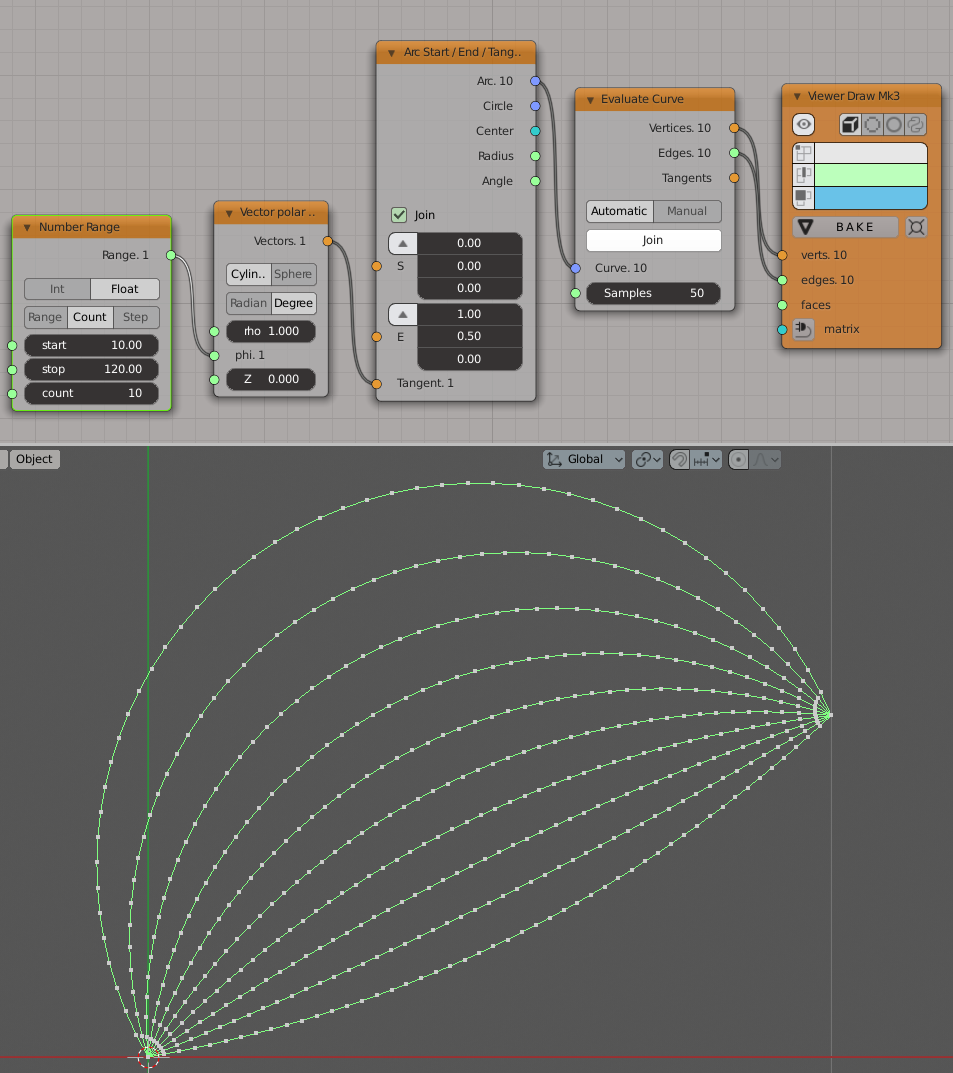 Number Range
Range. 1
Int Float
Range Count Step
start 10.00
stop 120.00
count 10
Vector polar ..
Vectors. 1
Cylin.. Sphere
Radian Degree
rho 1.000
phi. 1
Z 0.000
Arc Start / End / Tang..
Arc. 10
Circle
Center
Radius
Angle
Join
S
0.00
0.00
0.00
E
1.00
0.50
0.00
Tangent. 1
Evaluate Curve
Vertices. 10
Edges. 10
Tangents
Automatic Manual
Join
Curve. 10
Samples 50
Viewer Draw Mk3
BAKE
verts. 10
edges. 10
faces
matrix
Object
Global